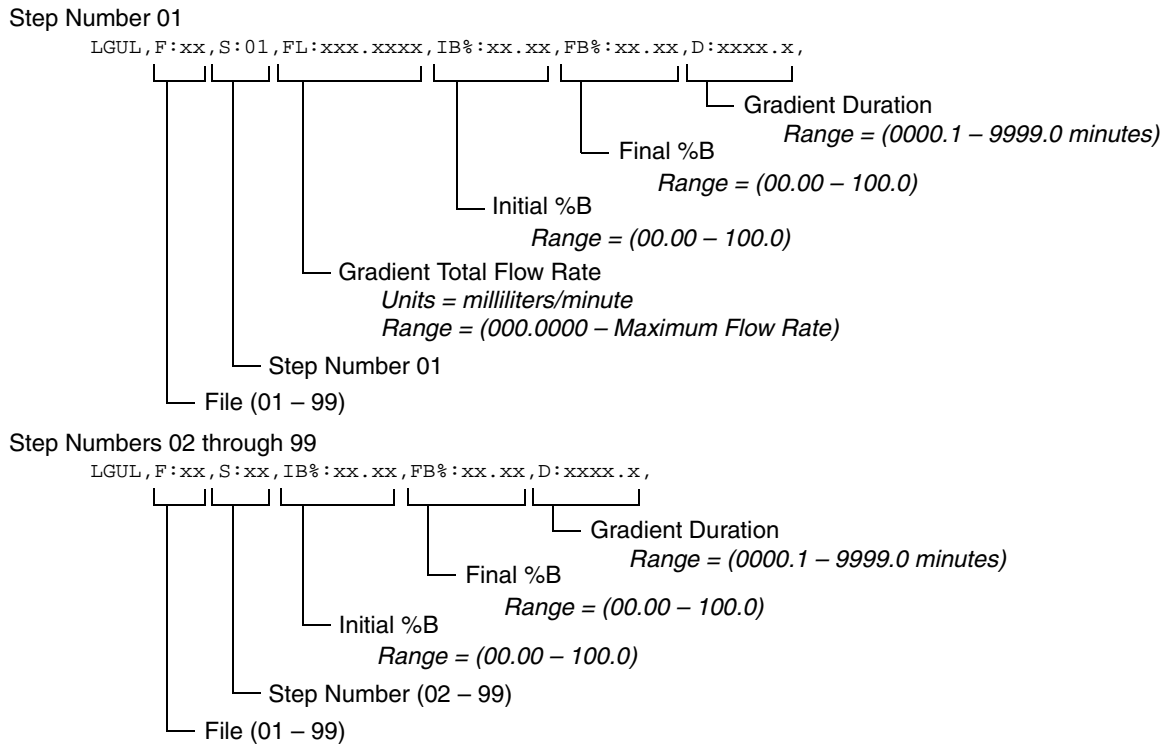 Step Number 01
LGUL,F:xx,S:01,FL:xxx.xxxx,IB%:xx.xx,FB%:xx.xx,D:xxxx.x,
Gradient Duration
Range = (0000.1 – 9999.0 minutes)
Final %B
Range = (00.00 – 100.0)
Initial %B
Range = (00.00 – 100.0)
Gradient Total Flow Rate
Units = milliliters/minute
Range = (000.0000 – Maximum Flow Rate)
Step Number 01
File (01 – 99)
Step Numbers 02 through 99
LGUL,F:xx,S:xx,IB%:xx.xx,FB%:xx.xx,D:xxxx.x,
Gradient Duration
Range = (0000.1 – 9999.0 minutes)
Final %B
Range = (00.00 – 100.0)
Initial %B
Range = (00.00 – 100.0)
Step Number (02 – 99)
File (01 – 99)